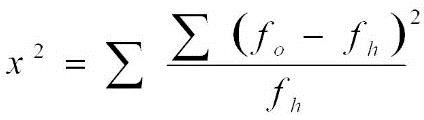 x² = ∑ ∑ (fₒ − fₕ)² / fₕ